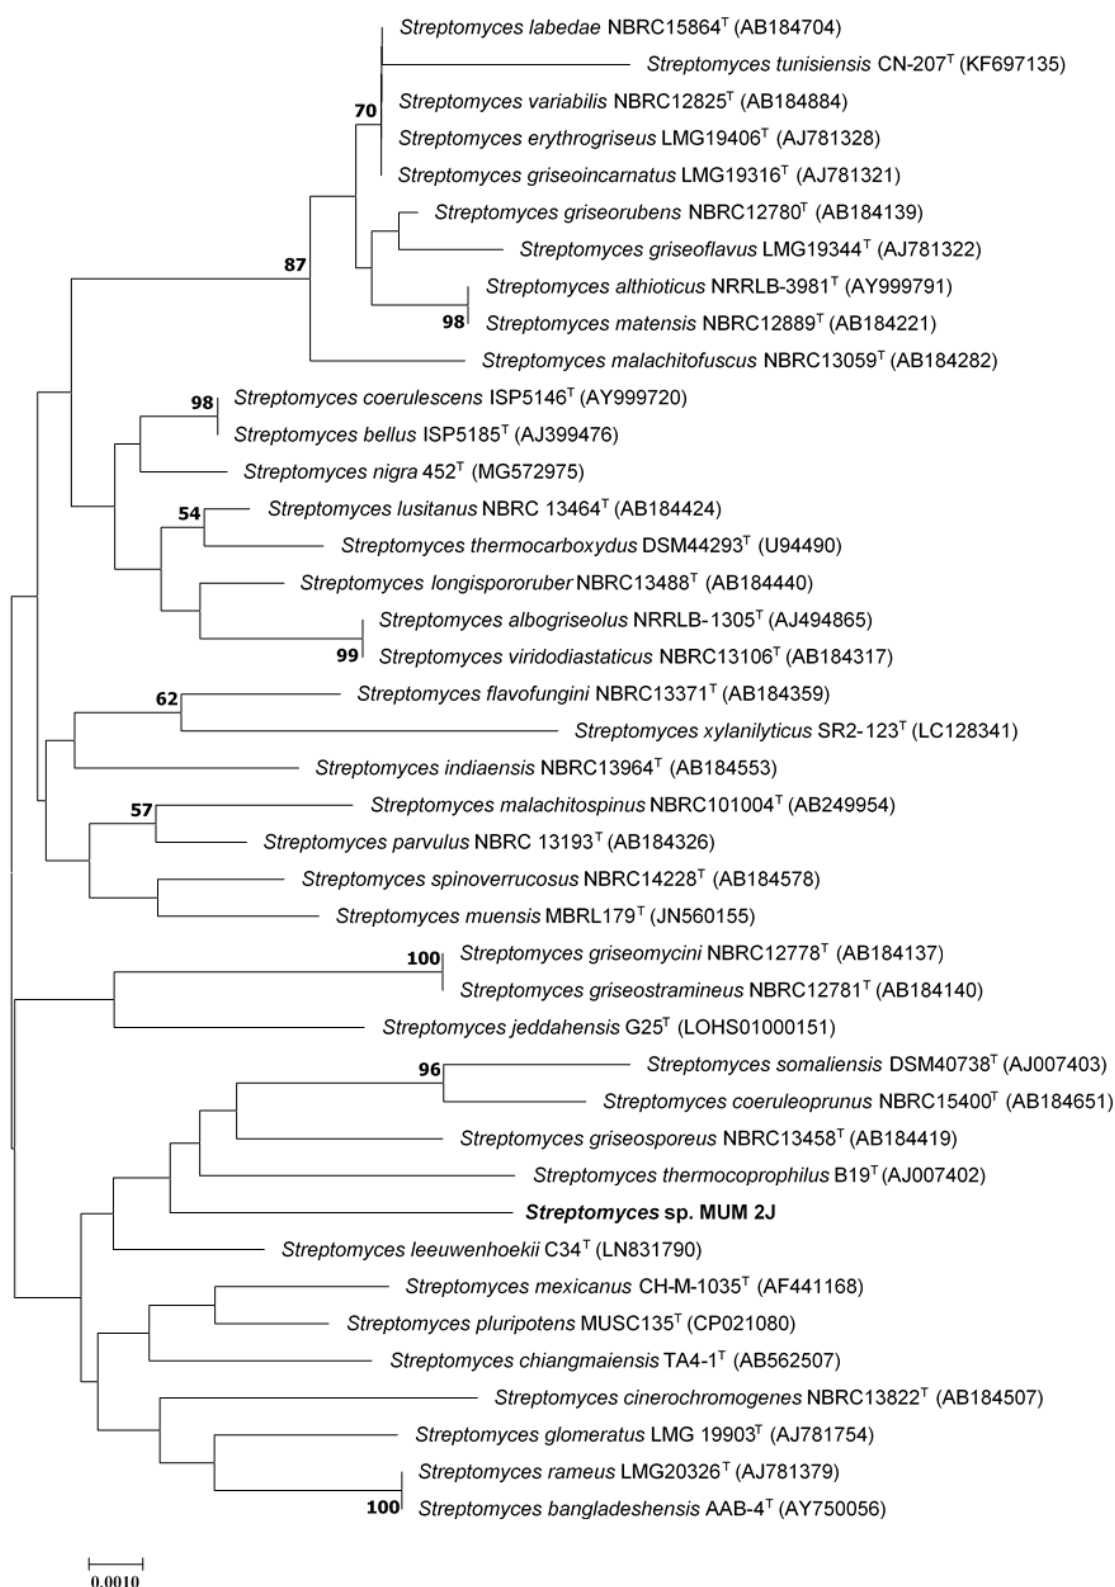 Streptomyces labedae NBRC15864ᵀ (AB184704)
Streptomyces tunisiensis CN-207ᵀ (KF697135)
70
Streptomyces variabilis NBRC12825ᵀ (AB184884)
Streptomyces erythrogriseus LMG19406ᵀ (AJ781328)
Streptomyces griseoincarnatus LMG19316ᵀ (AJ781321)
Streptomyces griseorubens NBRC12780ᵀ (AB184139)
Streptomyces griseoflavus LMG19344ᵀ (AJ781322)
87
Streptomyces althioticus NRRLB-3981ᵀ (AY999791)
98
Streptomyces matensis NBRC12889ᵀ (AB184221)
Streptomyces malachitofuscus NBRC13059ᵀ (AB184282)
98
Streptomyces coerulescens ISP5146ᵀ (AY999720)
Streptomyces bellus ISP5185ᵀ (AJ399476)
Streptomyces nigra 452ᵀ (MG572975)
54
Streptomyces lusitanus NBRC 13464ᵀ (AB184424)
Streptomyces thermocarboxydus DSM44293ᵀ (U94490)
Streptomyces longispororuber NBRC13488ᵀ (AB184440)
Streptomyces albogriseolus NRRLB-1305ᵀ (AJ494865)
99
Streptomyces viridodiastaticus NBRC13106ᵀ (AB184317)
62
Streptomyces flavofungini NBRC13371ᵀ (AB184359)
Streptomyces xylanilyticus SR2-123ᵀ (LC128341)
Streptomyces indiaensis NBRC13964ᵀ (AB184553)
57
Streptomyces malachitospinus NBRC101004ᵀ (AB249954)
Streptomyces parvulus NBRC 13193ᵀ (AB184326)
Streptomyces spinoverrucosus NBRC14228ᵀ (AB184578)
Streptomyces muensis MBRL179ᵀ (JN560155)
100
Streptomyces griseomycini NBRC12778ᵀ (AB184137)
Streptomyces griseostramineus NBRC12781ᵀ (AB184140)
Streptomyces jeddahensis G25ᵀ (LOHS01000151)
96
Streptomyces somaliensis DSM40738ᵀ (AJ007403)
Streptomyces coeruleoprunus NBRC15400ᵀ (AB184651)
Streptomyces griseosporeus NBRC13458ᵀ (AB184419)
Streptomyces thermocoprophilus B19ᵀ (AJ007402)
Streptomyces sp. MUM 2J
Streptomyces leeuwenhoekii C34ᵀ (LN831790)
Streptomyces mexicanus CH-M-1035ᵀ (AF441168)
Streptomyces pluripotens MUSC135ᵀ (CP021080)
Streptomyces chiangmaiensis TA4-1ᵀ (AB562507)
Streptomyces cinerochromogenes NBRC13822ᵀ (AB184507)
Streptomyces glomeratus LMG 19903ᵀ (AJ781754)
Streptomyces rameus LMG20326ᵀ (AJ781379)
100
Streptomyces bangladeshensis AAB-4ᵀ (AY750056)
0.0010